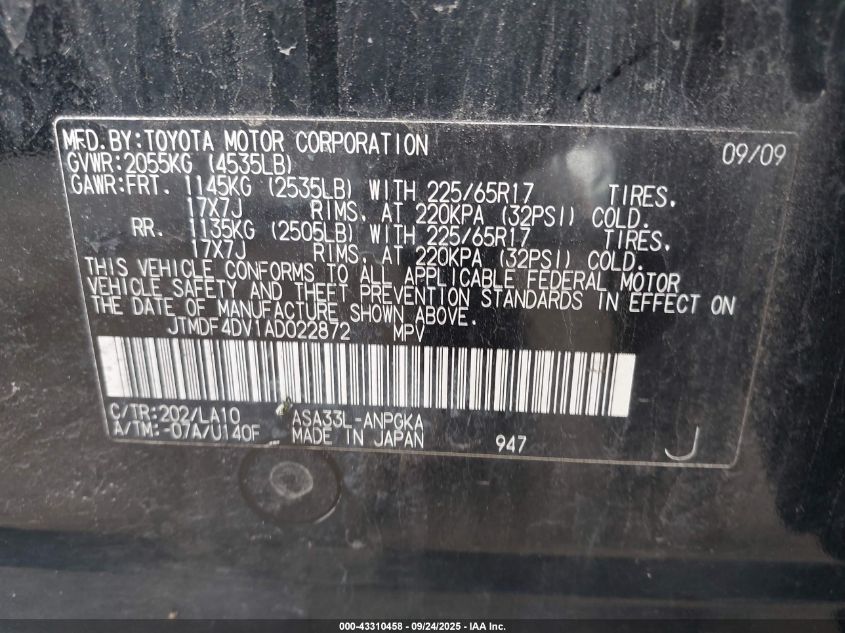 MFD.BY:TOYOTA MOTOR CORPORATION 09/09
GVWR:2055KG (4535LB)
GAWR:FRT. 1145KG (2535LB) WITH 225/65R17 TIRES,
17X7J RIMS, AT 220KPA (32PSI) COLD.
RR. 1135KG (2505LB) WITH 225/65R17 TIRES,
17X7J RIMS, AT 220KPA (32PSI) COLD.
THIS VEHICLE CONFORMS TO ALL APPLICABLE FEDERAL MOTOR
VEHICLE SAFETY AND THEFT PREVENTION STANDARDS IN EFFECT ON
THE DATE OF MANUFACTURE SHOWN ABOVE.
JTMDF4DV1AD022872 MPV
C/TR:202/LA10 ASA33L-ANPGKA
A/TM:-07A/U140F MADE IN JAPAN 947 J
000-43310458 - 09/24/2025 - IAA Inc.